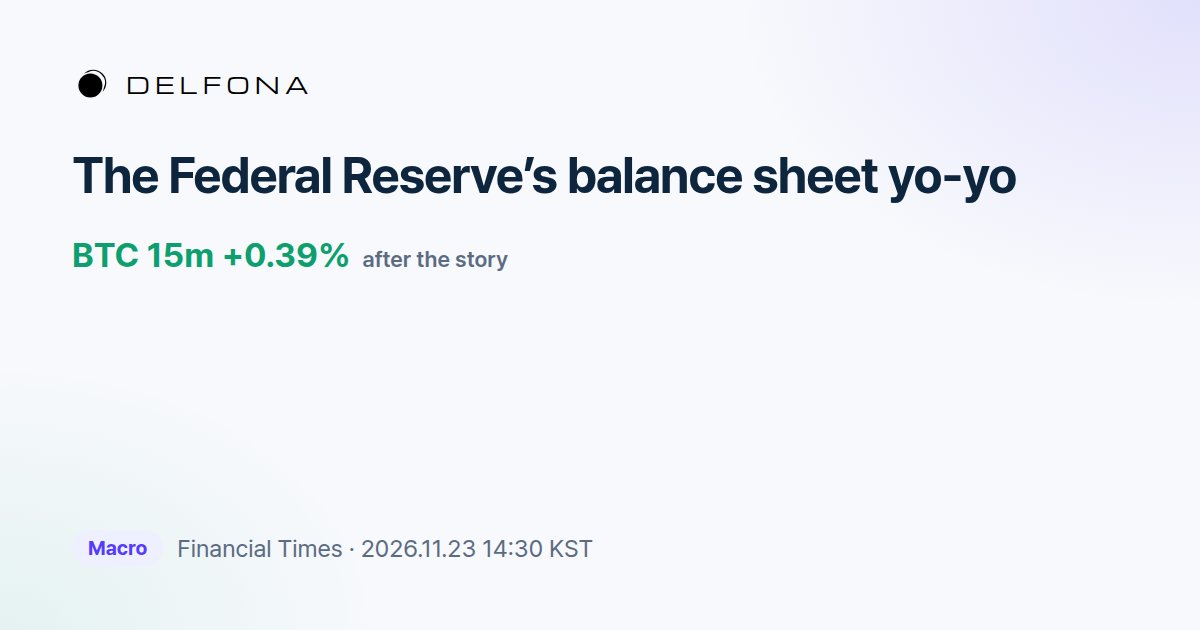 DELFONA
The Federal Reserve’s balance sheet yo-yo
BTC 15m +0.39% after the story
Macro Financial Times · 2026.11.23 14:30 KST